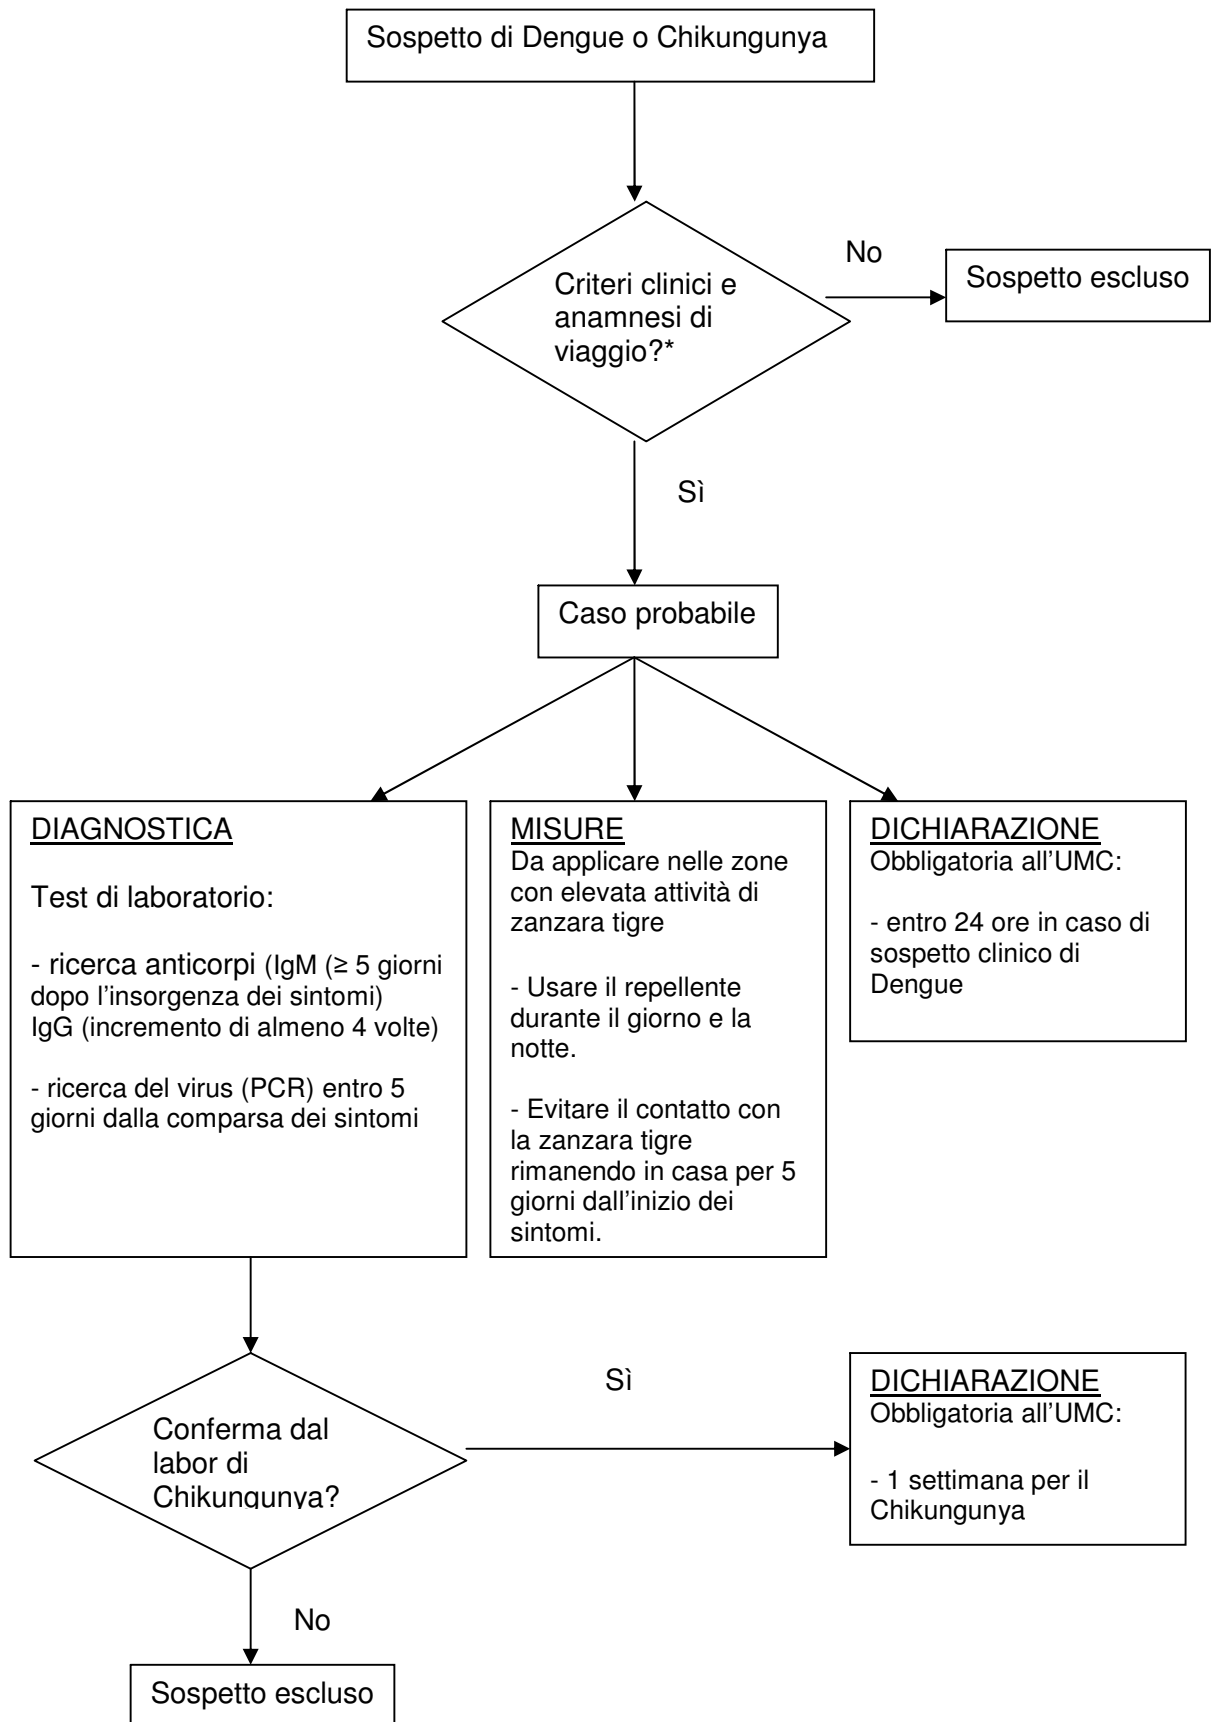 Sospetto di Dengue o Chikungunya
Criteri clinici e
anamnesi di
viaggio?*
No
Sospetto escluso
Sì
Caso probabile
DIAGNOSTICA
Test di laboratorio:
- ricerca anticorpi (IgM (≥ 5 giorni
dopo l'insorgenza dei sintomi)
IgG (incremento di almeno 4 volte)
- ricerca del virus (PCR) entro 5
giorni dalla comparsa dei sintomi
MISURE
Da applicare nelle zone
con elevata attività di
zanzara tigre
- Usare il repellente
durante il giorno e la
notte.
- Evitare il contatto con
la zanzara tigre
rimanendo in casa per 5
giorni dall'inizio dei
sintomi.
DICHIARAZIONE
Obbligatoria all'UMC:
- entro 24 ore in caso di
sospetto clinico di
Dengue
Conferma dal
labor di
Chikungunya?
Sì
DICHIARAZIONE
Obbligatoria all'UMC:
- 1 settimana per il
Chikungunya
No
Sospetto escluso